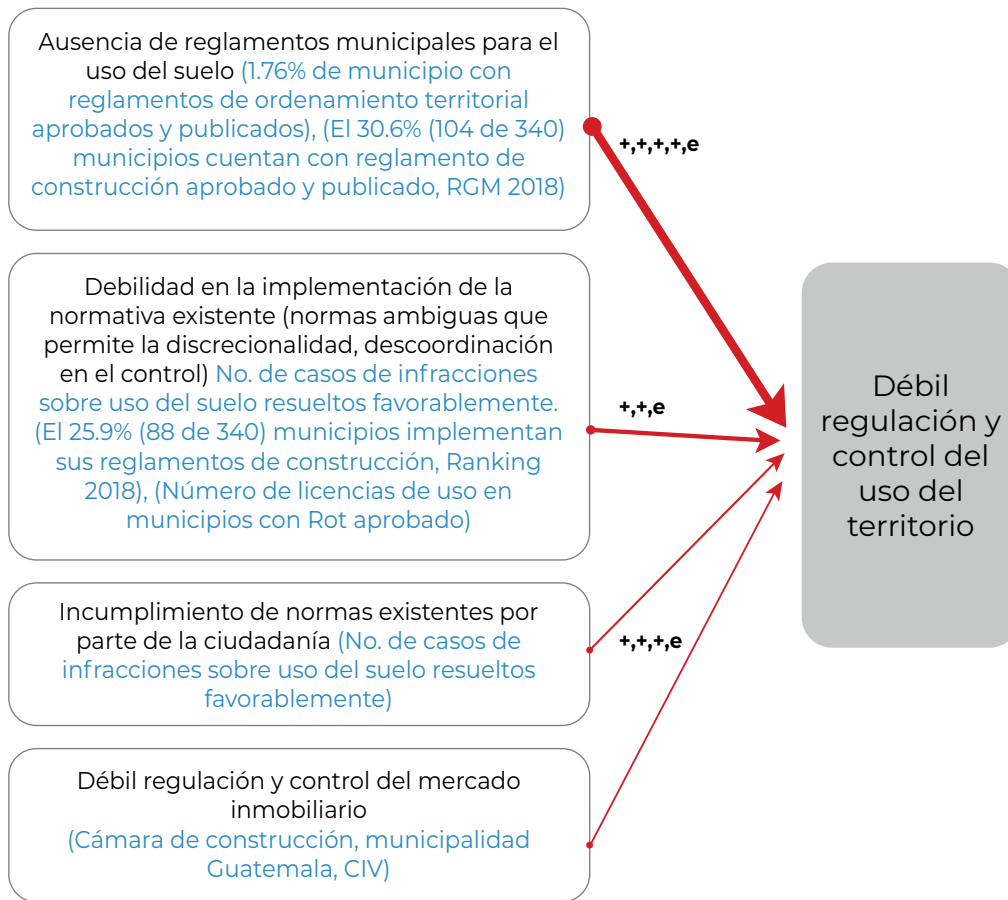 Ausencia de reglamentos municipales para el
uso del suelo (1.76% de municipio con
reglamentos de ordenamiento territorial
aprobados y publicados), (El 30.6% (104 de 340)
municipios cuentan con reglamento de
construcción aprobado y publicado, RGM 2018)
+,+,+,+,e
Debilidad en la implementación de la
normativa existente (normas ambiguas que
permite la discrecionalidad, descoordinación
en el control) No. de casos de infracciones
sobre uso del suelo resueltos favorablemente.
(El 25.9% (88 de 340) municipios implementan
sus reglamentos de construcción, Ranking
2018), (Número de licencias de uso en
municipios con Rot aprobado)
+,+,e
Incumplimiento de normas existentes por
parte de la ciudadanía (No. de casos de
infracciones sobre uso del suelo resueltos
favorablemente)
+,+,+,e
Débil regulación y control del mercado
inmobiliario
(Cámara de construcción, municipalidad
Guatemala, CIV)
Débil
regulación y
control del
uso del
territorio